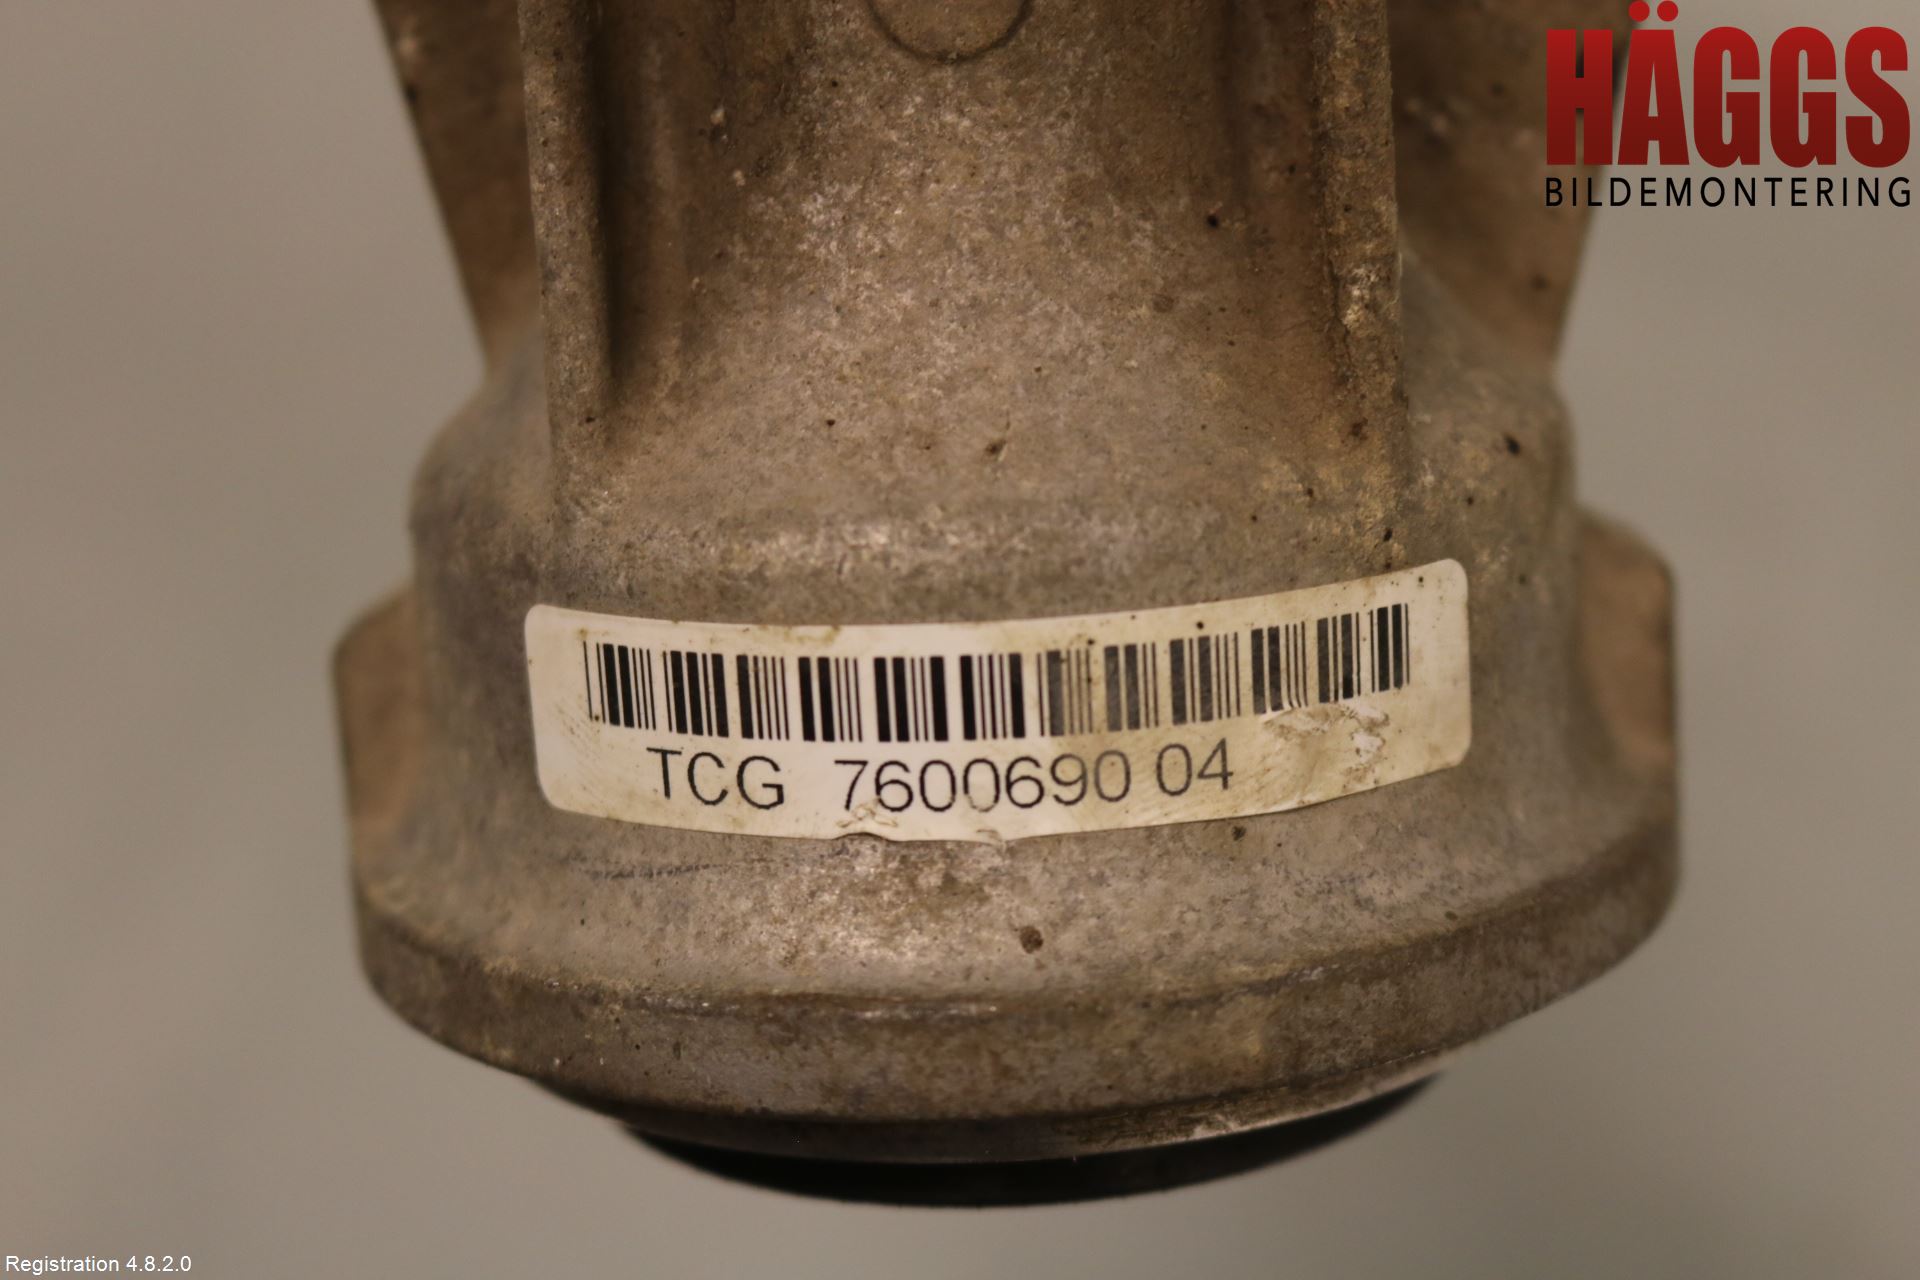 HÄGGS
BILDEMONTERING
TCG 7600690 04
Registration 4.8.2.0